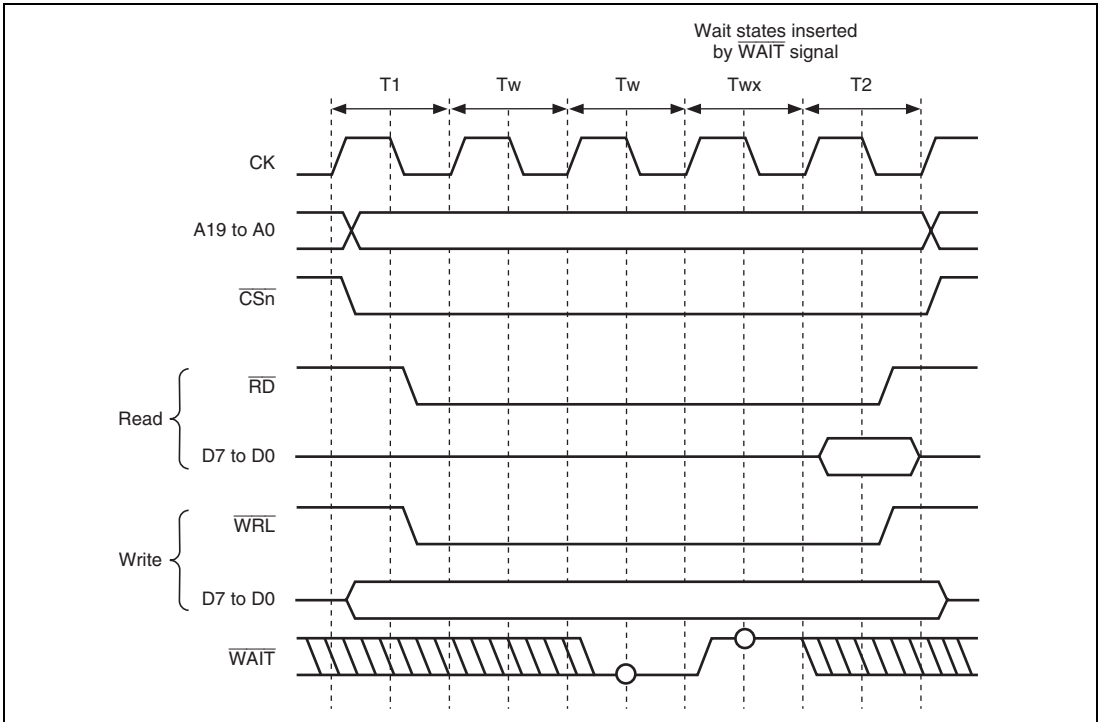 Wait states inserted
by WAIT signal
T1 Tw Tw Twx T2
CK
A19 to A0
CSn
Read
RD
D7 to D0
Write
WRL
D7 to D0
WAIT